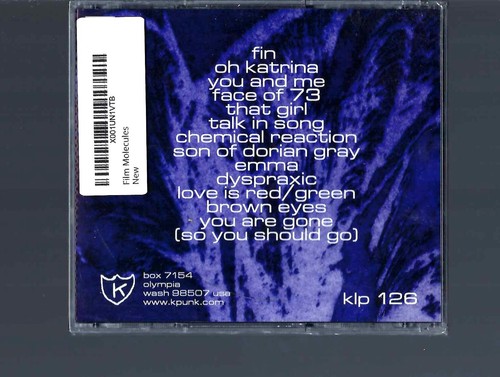 fin
oh katrina
you and me
face of 73
that girl
talk in song
chemical reaction
son of dorian gray
emma
dyspraxic
love is red/green
brown eyes
you are gone
(so you should go)
X001UN1VTB
Film Molecules
New
K
box 7154
olympia
wash 98507 usa
www.kpunk.com
klp 126